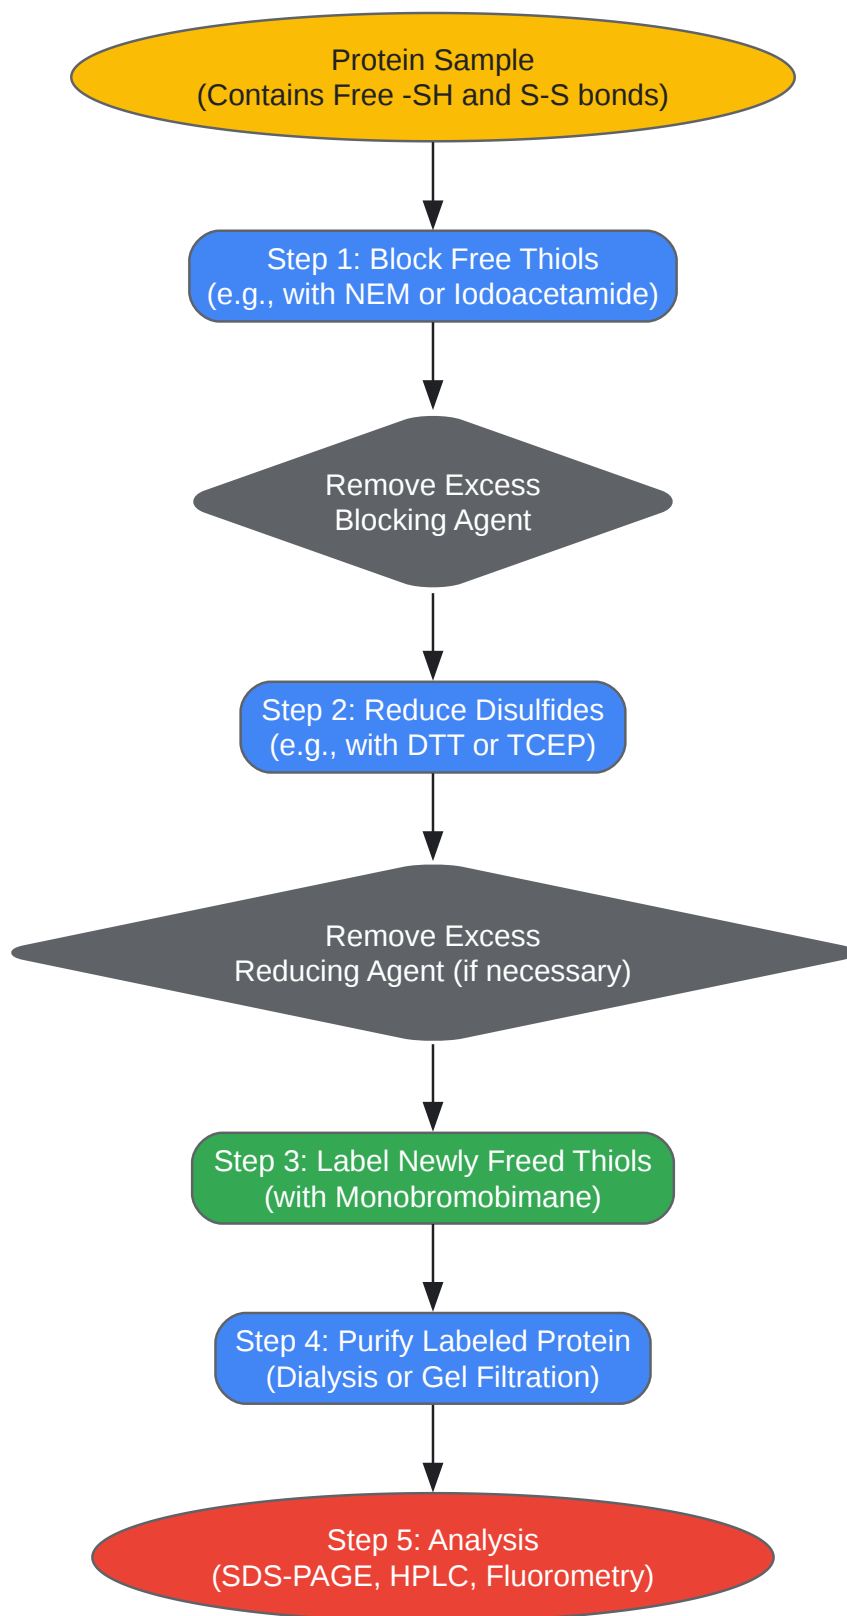 Protein Sample
(Contains Free -SH and S-S bonds)
Step 1: Block Free Thiols
(e.g., with NEM or Iodoacetamide)
Remove Excess
Blocking Agent
Step 2: Reduce Disulfides
(e.g., with DTT or TCEP)
Remove Excess
Reducing Agent (if necessary)
Step 3: Label Newly Freed Thiols
(with Monobromobimane)
Step 4: Purify Labeled Protein
(Dialysis or Gel Filtration)
Step 5: Analysis
(SDS-PAGE, HPLC, Fluorometry)